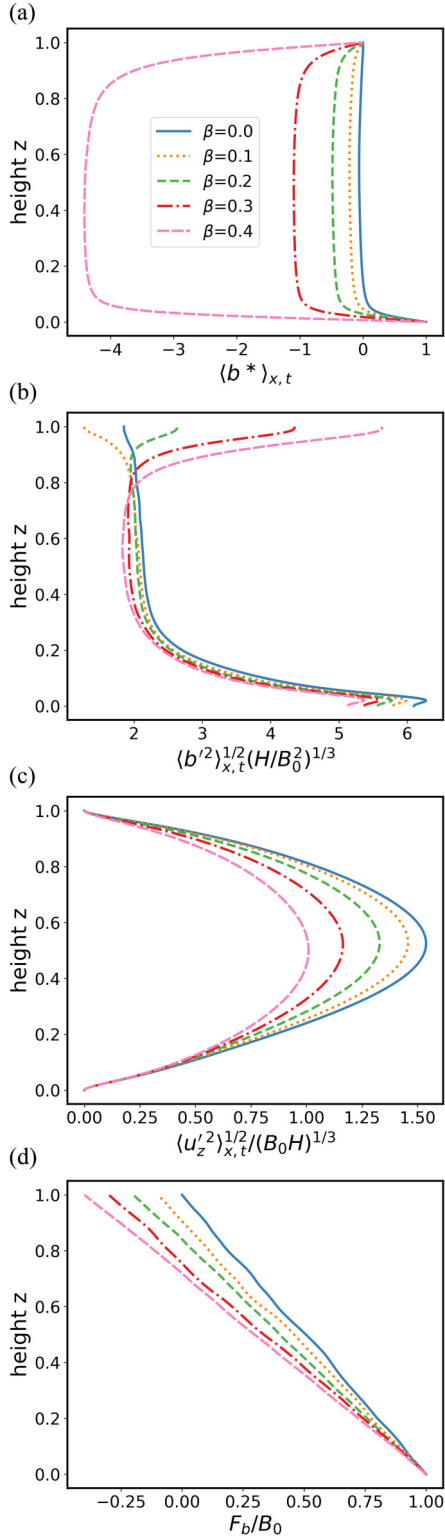 (a)
1.0
0.8
0.6
0.4
0.2
0.0
height z
β=0.0
β=0.1
β=0.2
β=0.3
β=0.4
−4 −3 −2 −1 0 1
⟨b*⟩x,t
(b)
1.0
0.8
0.6
0.4
0.2
0.0
height z
2 3 4 5 6
⟨b′²⟩x,t^1/2(H/B₀²)^1/3
(c)
1.0
0.8
0.6
0.4
0.2
0.0
height z
0.00 0.25 0.50 0.75 1.00 1.25 1.50
⟨u′z²⟩x,t^1/2/(B₀H)^1/3
(d)
1.0
0.8
0.6
0.4
0.2
0.0
height z
−0.25 0.00 0.25 0.50 0.75 1.00
Fb/B₀